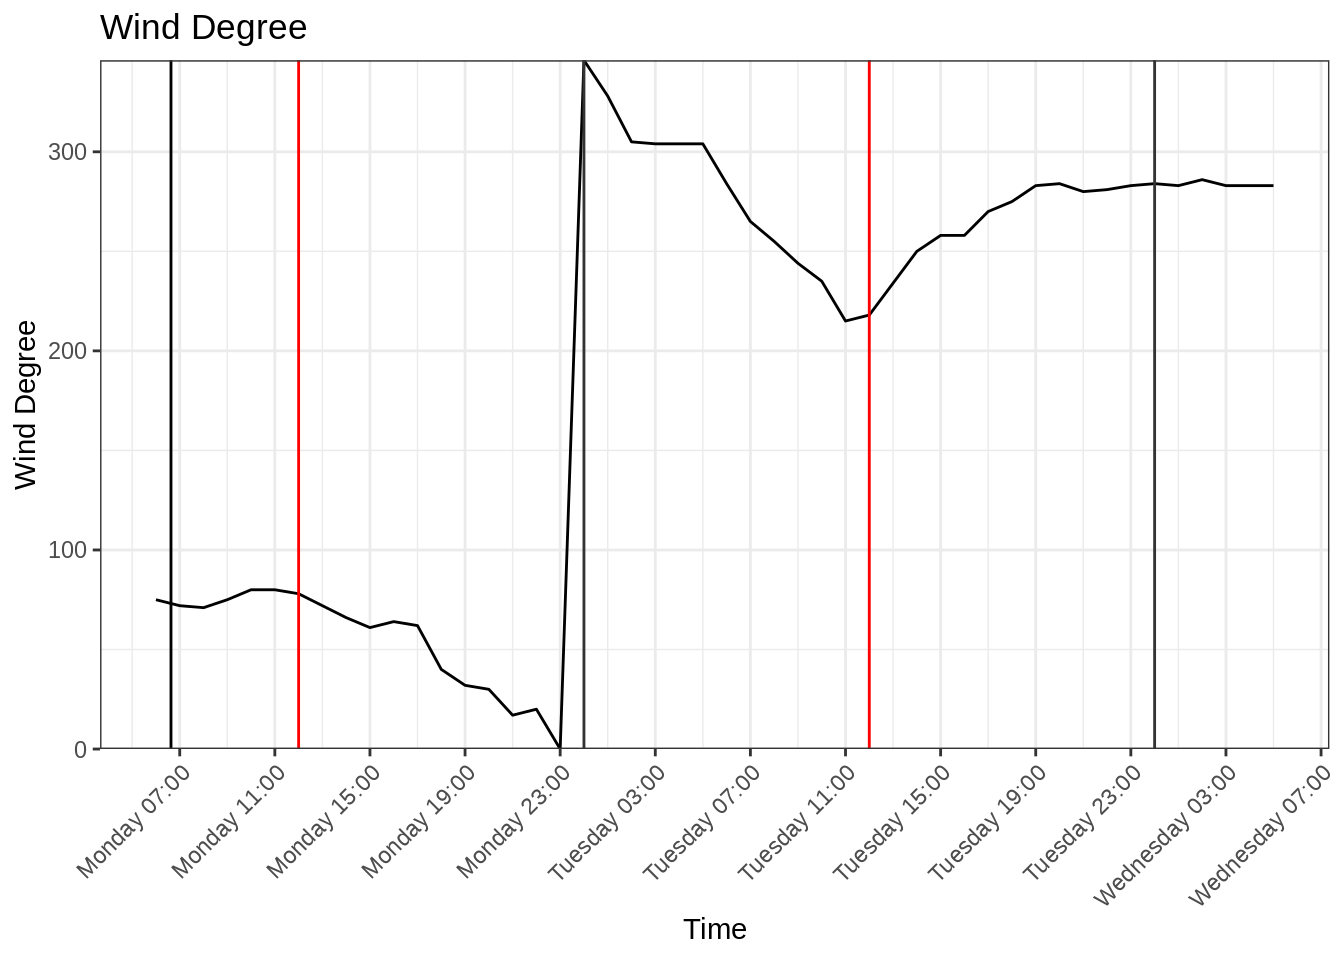 Wind Degree
Wind Degree
300
200
100
0
Monday 07:00
Monday 11:00
Monday 15:00
Monday 19:00
Monday 23:00
Tuesday 03:00
Tuesday 07:00
Tuesday 11:00
Tuesday 15:00
Tuesday 19:00
Tuesday 23:00
Wednesday 03:00
Wednesday 07:00
Time